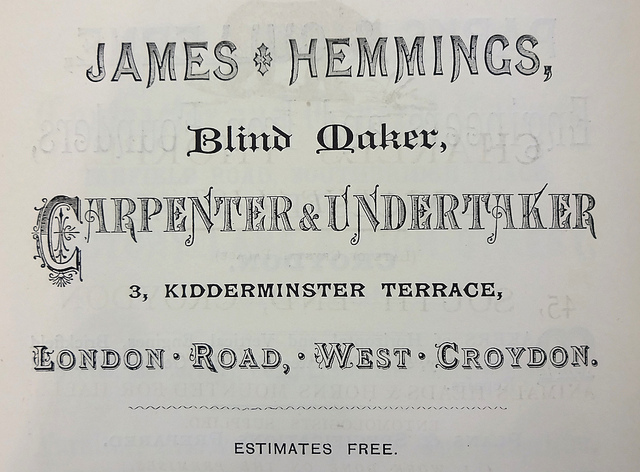 JAMES HEMMINGS,
Blind Maker,
CARPENTER & UNDERTAKER
3, KIDDERMINSTER TERRACE,
LONDON · ROAD, · WEST · CROYDON.
ESTIMATES FREE.